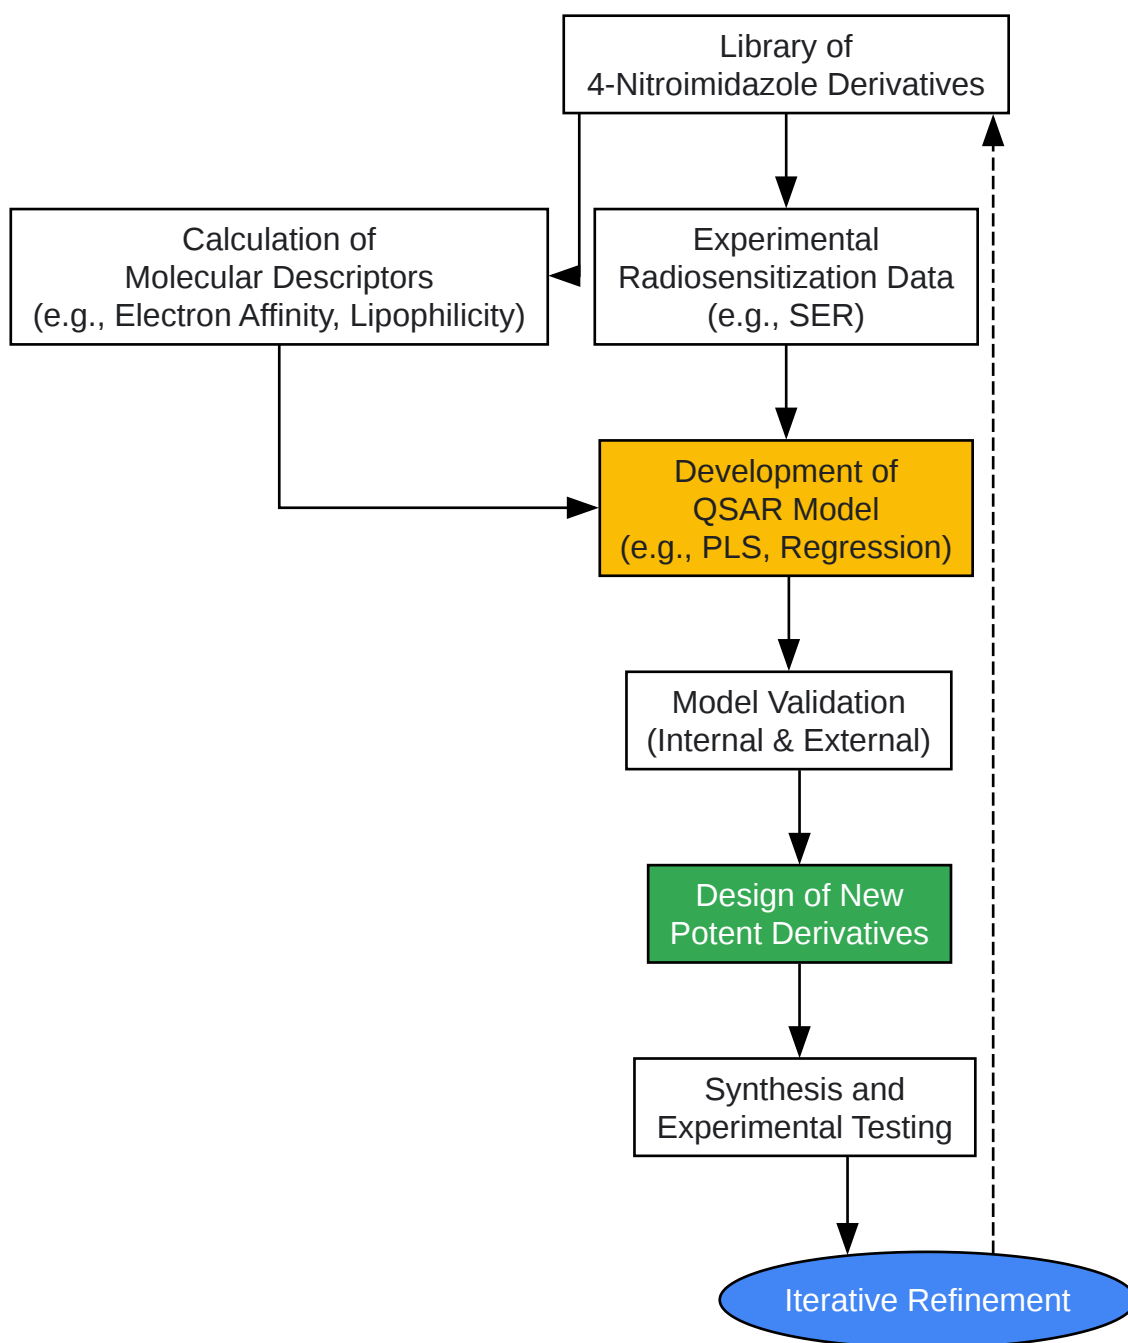 Library of
4-Nitroimidazole Derivatives
Calculation of
Molecular Descriptors
(e.g., Electron Affinity, Lipophilicity)
Experimental
Radiosensitization Data
(e.g., SER)
Development of
QSAR Model
(e.g., PLS, Regression)
Model Validation
(Internal & External)
Design of New
Potent Derivatives
Synthesis and
Experimental Testing
Iterative Refinement